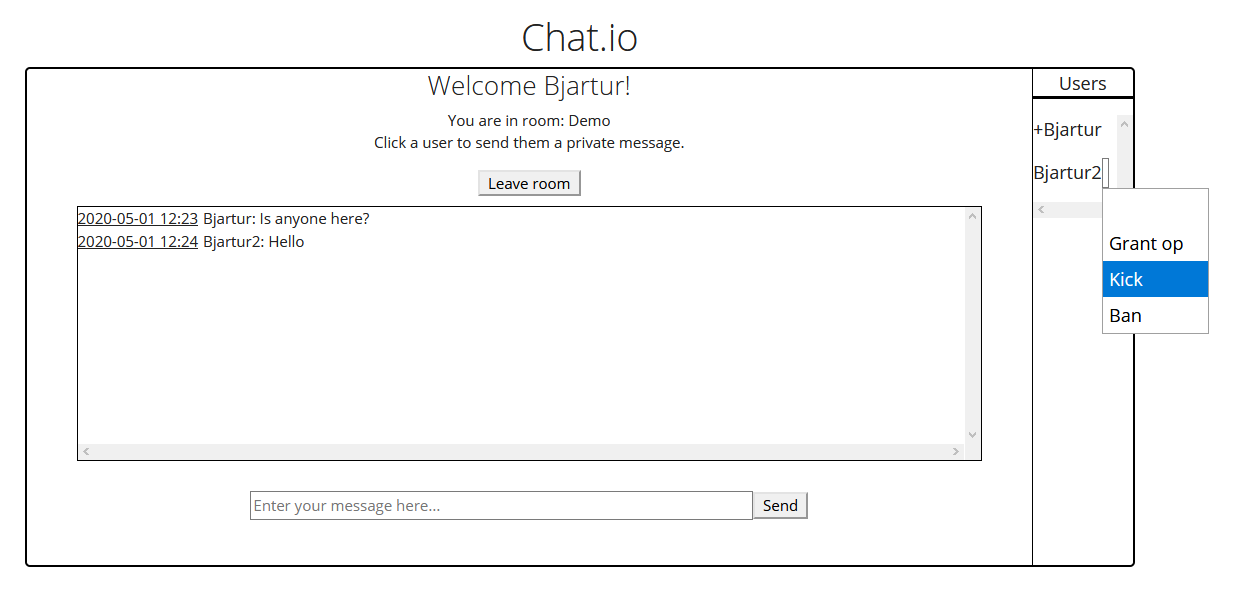 Chat.io
Welcome Bjartur!
You are in room: Demo
Click a user to send them a private message.
Leave room
2020-05-01 12:23 Bjartur: Is anyone here?
2020-05-01 12:24 Bjartur2: Hello
Enter your message here...
Send
Users
+Bjartur
Bjartur2
Grant op
Kick
Ban